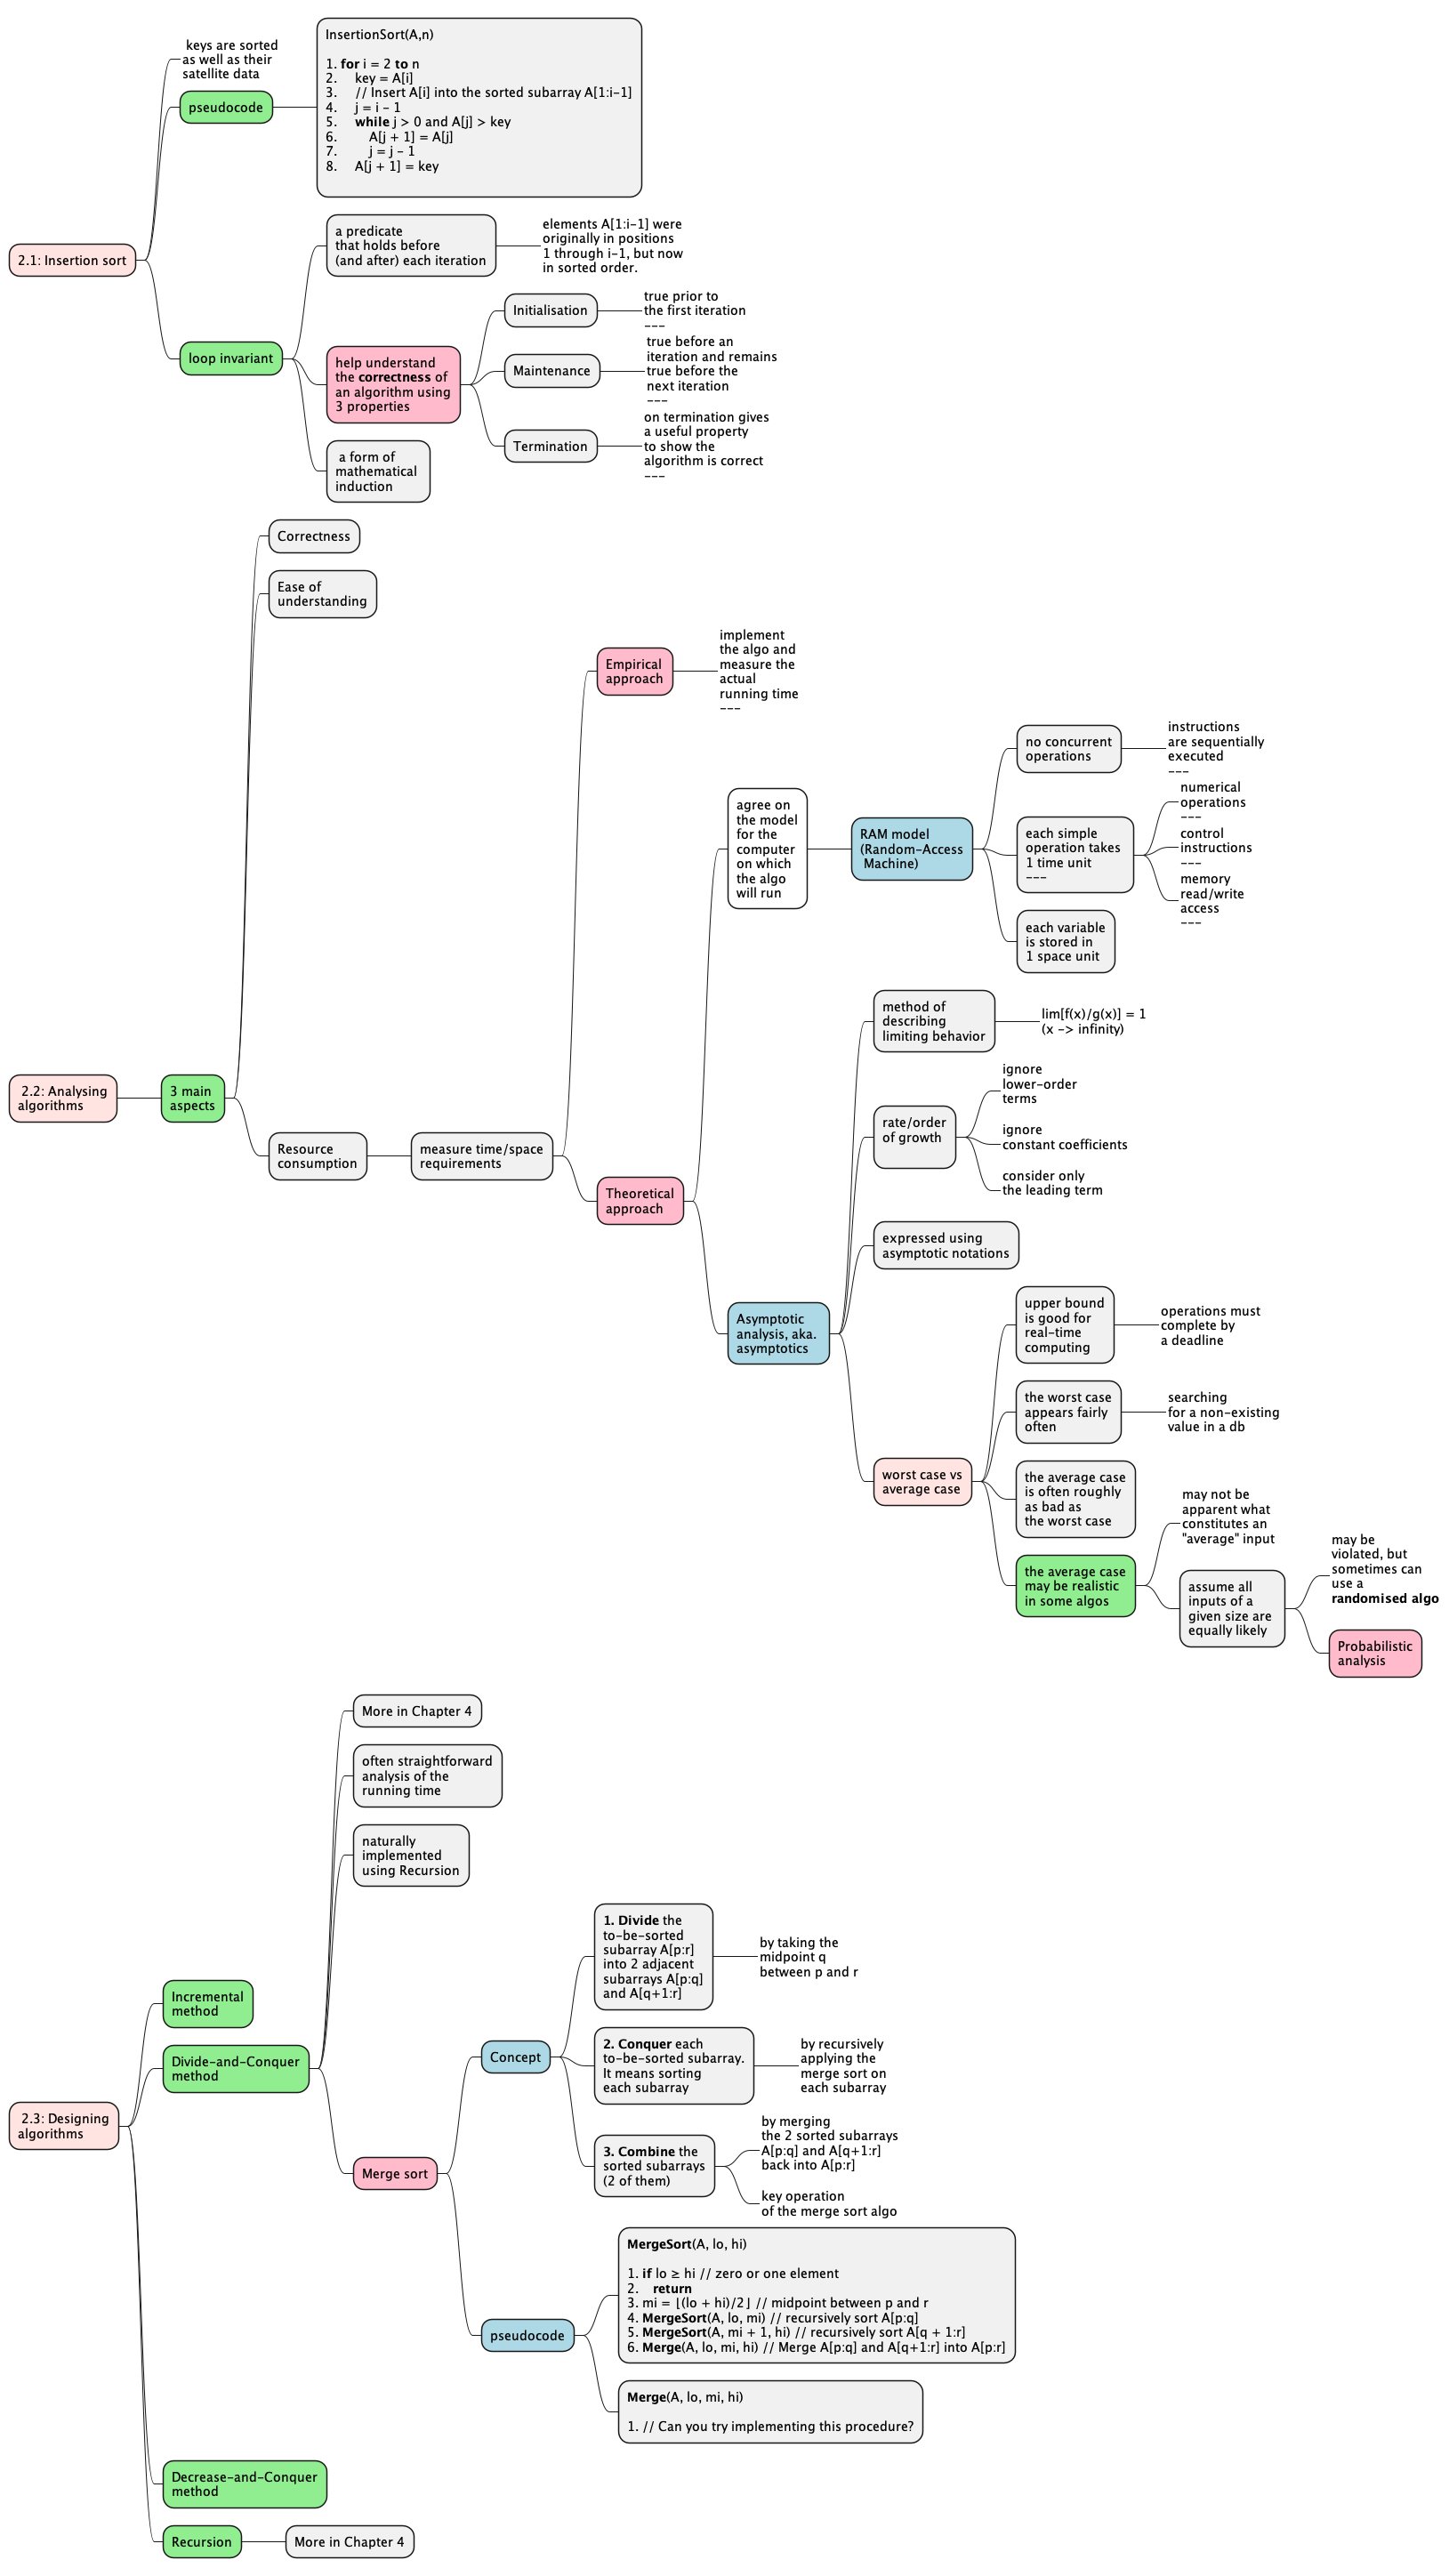 2.1: Insertion sort
keys are sorted
as well as their
satellite data
pseudocode
InsertionSort(A,n)
1. for i = 2 to n
2. key = A[i]
3. // Insert A[i] into the sorted subarray A[1:i-1]
4. j = i - 1
5. while j > 0 and A[j] > key
6. A[j + 1] = A[j]
7. j = j - 1
8. A[j + 1] = key
loop invariant
a predicate
that holds before
(and after) each iteration
elements A[1:i-1] were
originally in positions
1 through i-1, but now
in sorted order.
help understand
the correctness of
an algorithm using
3 properties
Initialisation
true prior to
the first iteration
---
Maintenance
true before an
iteration and remains
true before the
next iteration
---
Termination
on termination gives
a useful property
to show the
algorithm is correct
---
a form of
mathematical
induction
2.2: Analysing
algorithms
3 main
aspects
Correctness
Ease of
understanding
Resource
consumption
measure time/space
requirements
Empirical
approach
implement
the algo and
measure the
actual
running time
---
Theoretical
approach
agree on
the model
for the
computer
on which
the algo
will run
RAM model
(Random-Access
Machine)
no concurrent
operations
instructions
are sequentially
executed
---
each simple
operation takes
1 time unit
---
numerical
operations
---
control
instructions
---
memory
read/write
access
---
each variable
is stored in
1 space unit
Asymptotic
analysis, aka.
asymptotics
method of
describing
limiting behavior
lim[f(x)/g(x)] = 1
(x -> infinity)
rate/order
of growth
ignore
lower-order
terms
ignore
constant coefficients
consider only
the leading term
expressed using
asymptotic notations
worst case vs
average case
upper bound
is good for
real-time
computing
operations must
complete by
a deadline
the worst case
appears fairly
often
searching
for a non-existing
value in a db
the average case
is often roughly
as bad as
the worst case
the average case
may be realistic
in some algos
may not be
apparent what
constitutes an
"average" input
assume all
inputs of a
given size are
equally likely
may be
violated, but
sometimes can
use a
randomised algo
Probabilistic
analysis
2.3: Designing
algorithms
Incremental
method
Divide-and-Conquer
method
More in Chapter 4
often straightforward
analysis of the
running time
naturally
implemented
using Recursion
Merge sort
Concept
1. Divide the
to-be-sorted
subarray A[p:r]
into 2 adjacent
subarrays A[p:q]
and A[q+1:r]
by taking the
midpoint q
between p and r
2. Conquer each
to-be-sorted subarray.
It means sorting
each subarray
by recursively
applying the
merge sort on
each subarray
3. Combine the
sorted subarrays
(2 of them)
by merging
the 2 sorted subarrays
A[p:q] and A[q+1:r]
back into A[p:r]
key operation
of the merge sort algo
pseudocode
MergeSort(A, lo, hi)
1. if lo ≥ hi // zero or one element
2. return
3. mi = ⌊(lo + hi)/2⌋ // midpoint between p and r
4. MergeSort(A, lo, mi) // recursively sort A[p:q]
5. MergeSort(A, mi + 1, hi) // recursively sort A[q + 1:r]
6. Merge(A, lo, mi, hi) // Merge A[p:q] and A[q+1:r] into A[p:r]
Merge(A, lo, mi, hi)
1. // Can you try implementing this procedure?
Decrease-and-Conquer
method
Recursion
More in Chapter 4